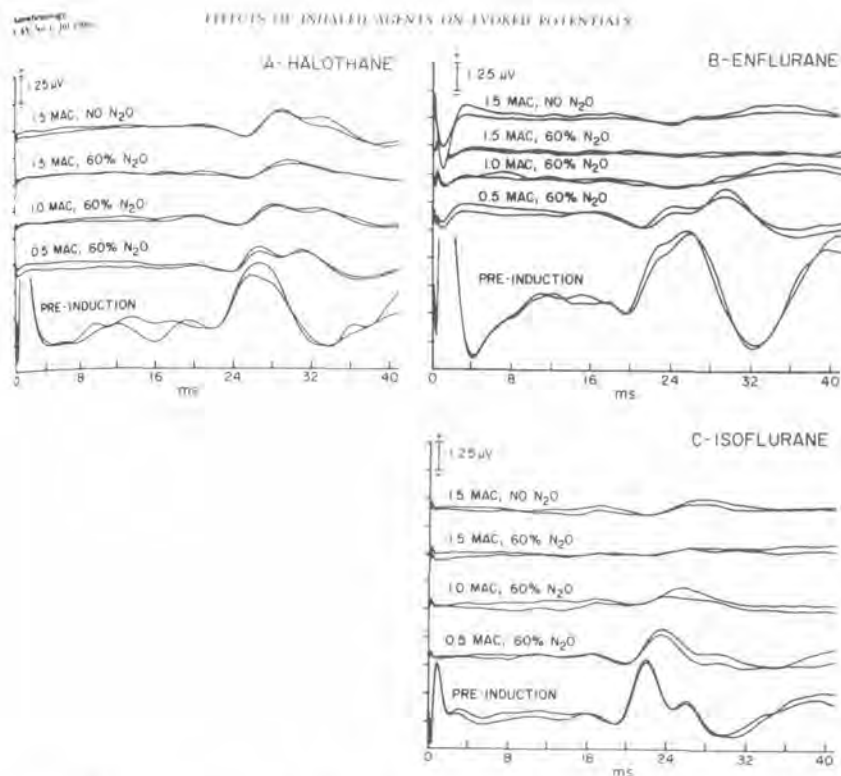 EFFECTS OF INHALED AGENTS ON EVOKED POTENTIALS
A-HALOTHANE
1.25 μV
1.5 MAC, NO N₂O
1.5 MAC, 60% N₂O
1.0 MAC, 60% N₂O
0.5 MAC, 60% N₂O
PRE-INDUCTION
0 8 16 24 32 40
ms
B-ENFLURANE
1.25 μV
1.5 MAC, NO N₂O
1.5 MAC, 60% N₂O
1.0 MAC, 60% N₂O
0.5 MAC, 60% N₂O
PRE-INDUCTION
0 8 16 24 32 40
ms
C-ISOFLURANE
1.25 μV
1.5 MAC, NO N₂O
1.5 MAC, 60% N₂O
1.0 MAC, 60% N₂O
0.5 MAC, 60% N₂O
PRE-INDUCTION
0 8 16 24 32 40
ms